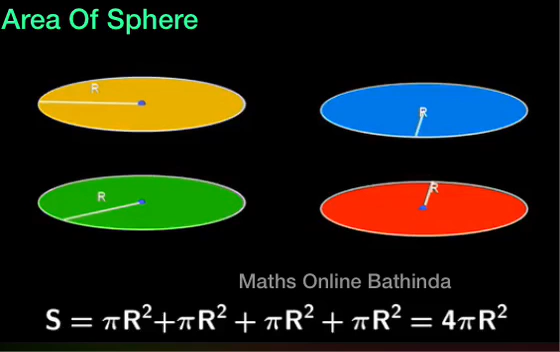 Area Of Sphere
R
R
R
R
Maths Online Bathinda
S = πR²+πR² + πR² + πR² = 4πR²